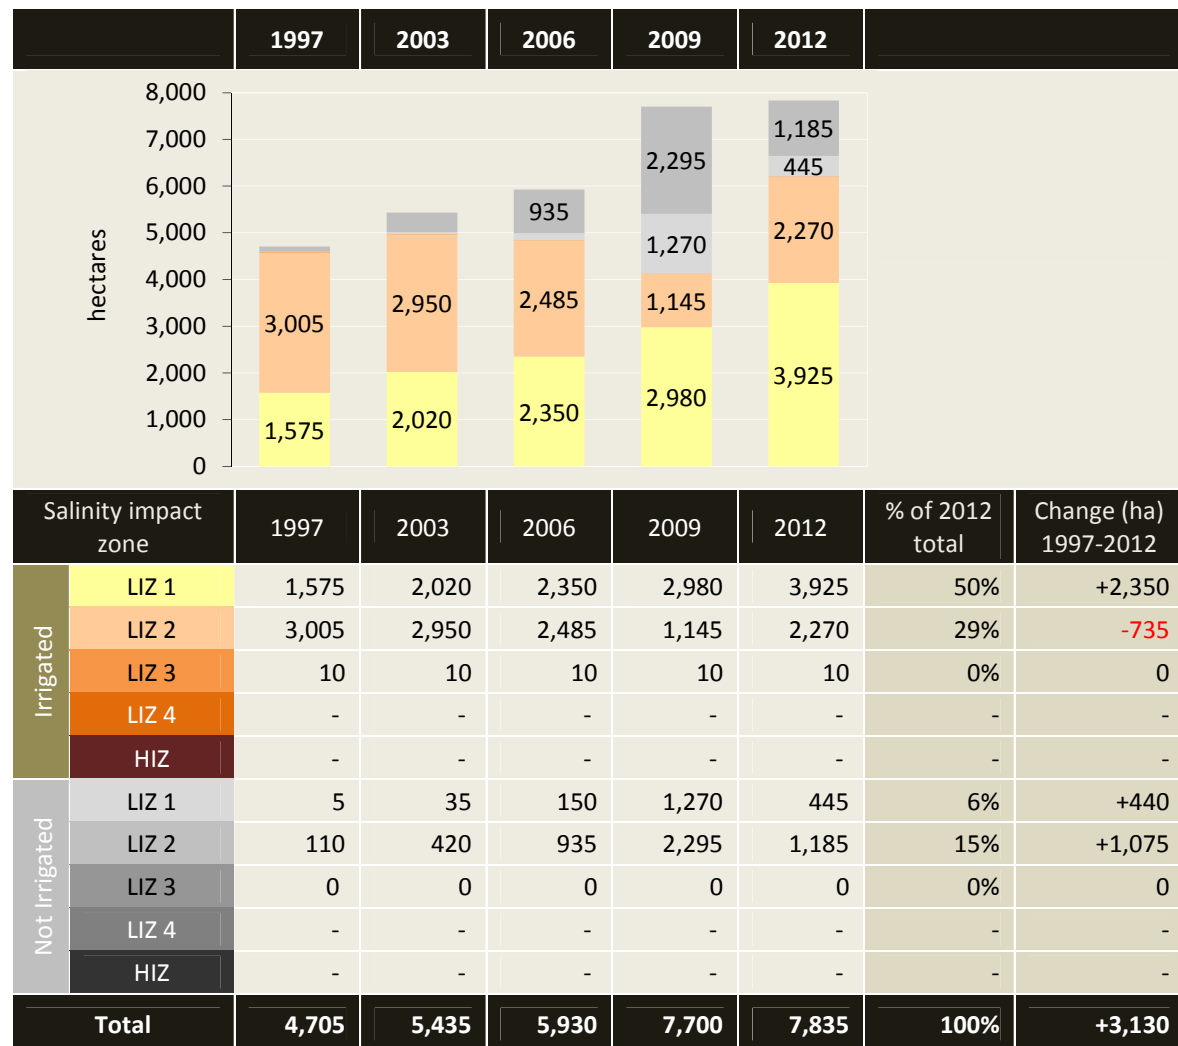 1997 2003 2006 2009 2012
8,000
7,000
6,000
5,000
4,000
3,000
2,000
1,000
0
hectares
1,575 3,005
2,020 2,950
2,350 2,485 935
2,980 1,145 1,270 2,295
3,925 2,270 445 1,185
Salinity impact zone 1997 2003 2006 2009 2012 % of 2012 total Change (ha) 1997-2012
Irrigated
LIZ 1 1,575 2,020 2,350 2,980 3,925 50% +2,350
LIZ 2 3,005 2,950 2,485 1,145 2,270 29% -735
LIZ 3 10 10 10 10 10 0% 0
LIZ 4 - - - - - - -
HIZ - - - - - - -
Not Irrigated
LIZ 1 5 35 150 1,270 445 6% +440
LIZ 2 110 420 935 2,295 1,185 15% +1,075
LIZ 3 0 0 0 0 0 0% 0
LIZ 4 - - - - - - -
HIZ - - - - - - -
Total 4,705 5,435 5,930 7,700 7,835 100% +3,130